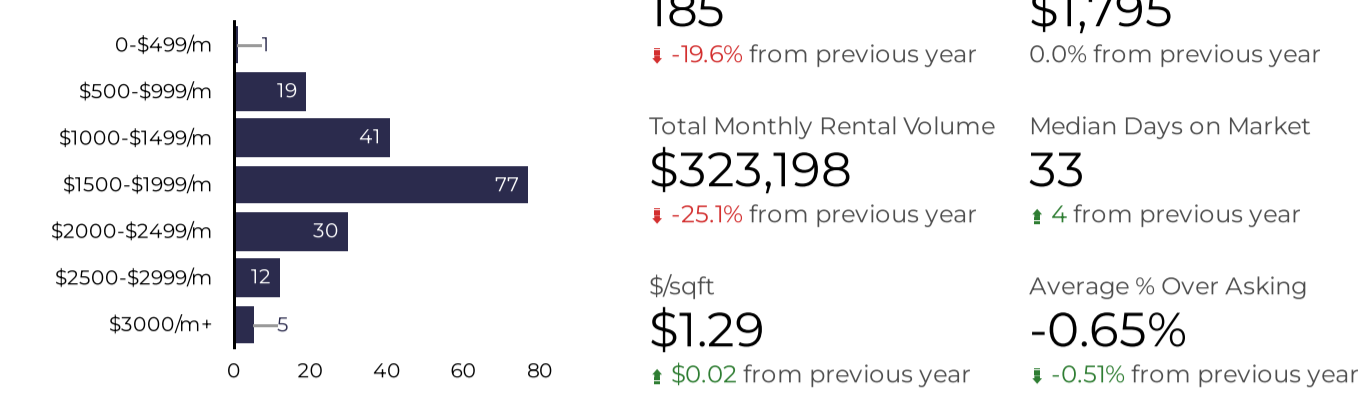 0-$499/m 1
$500-$999/m 19
$1000-$1499/m 41
$1500-$1999/m 77
$2000-$2499/m 30
$2500-$2999/m 12
$3000/m+ 5
0 20 40 60 80
185
-19.6% from previous year
$1,795
0.0% from previous year
Total Monthly Rental Volume
$323,198
-25.1% from previous year
Median Days on Market
33
4 from previous year
$/sqft
$1.29
$0.02 from previous year
Average % Over Asking
-0.65%
-0.51% from previous year